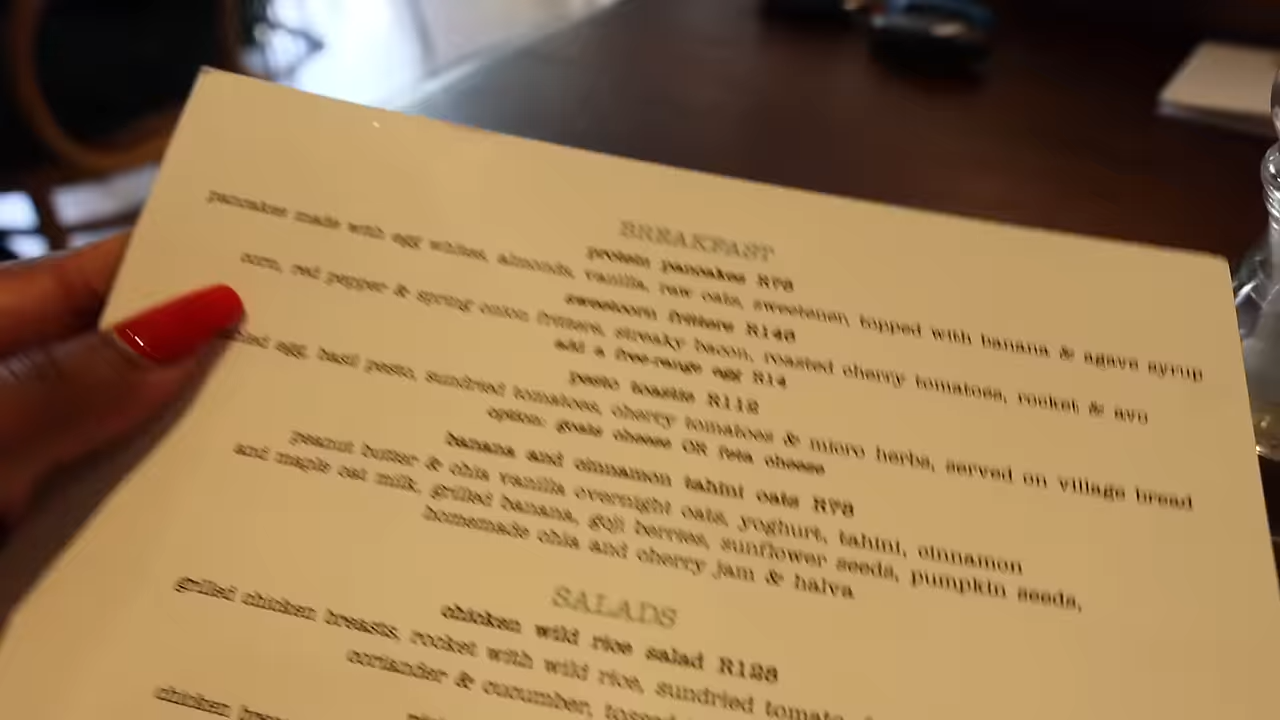 BREAKFAST
protein pancakes R78
pancakes made with egg whites, almonds, vanilla, raw oats, sweetener, topped with banana & agave syrup
sweetcorn fritters R146
corn, red pepper & spring onion fritters, streaky bacon, roasted cherry tomatoes, rocket & avo
add a free-range egg R14
pesto toastie R112
egg, basil pesto, sundried tomatoes, cherry tomatoes & micro herbs, served on village bread
option: goats cheese OR feta cheese
banana and cinnamon tahini oats R78
peanut butter & chia vanilla overnight oats, yoghurt, tahini, cinnamon
and maple oat milk, grilled banana, goji berries, sunflower seeds, pumpkin seeds,
homemade chia and cherry jam & halva
SALADS
chicken wild rice salad R128
grilled chicken breasts, rocket with wild rice, sundried
coriander & cucumber,
chicken